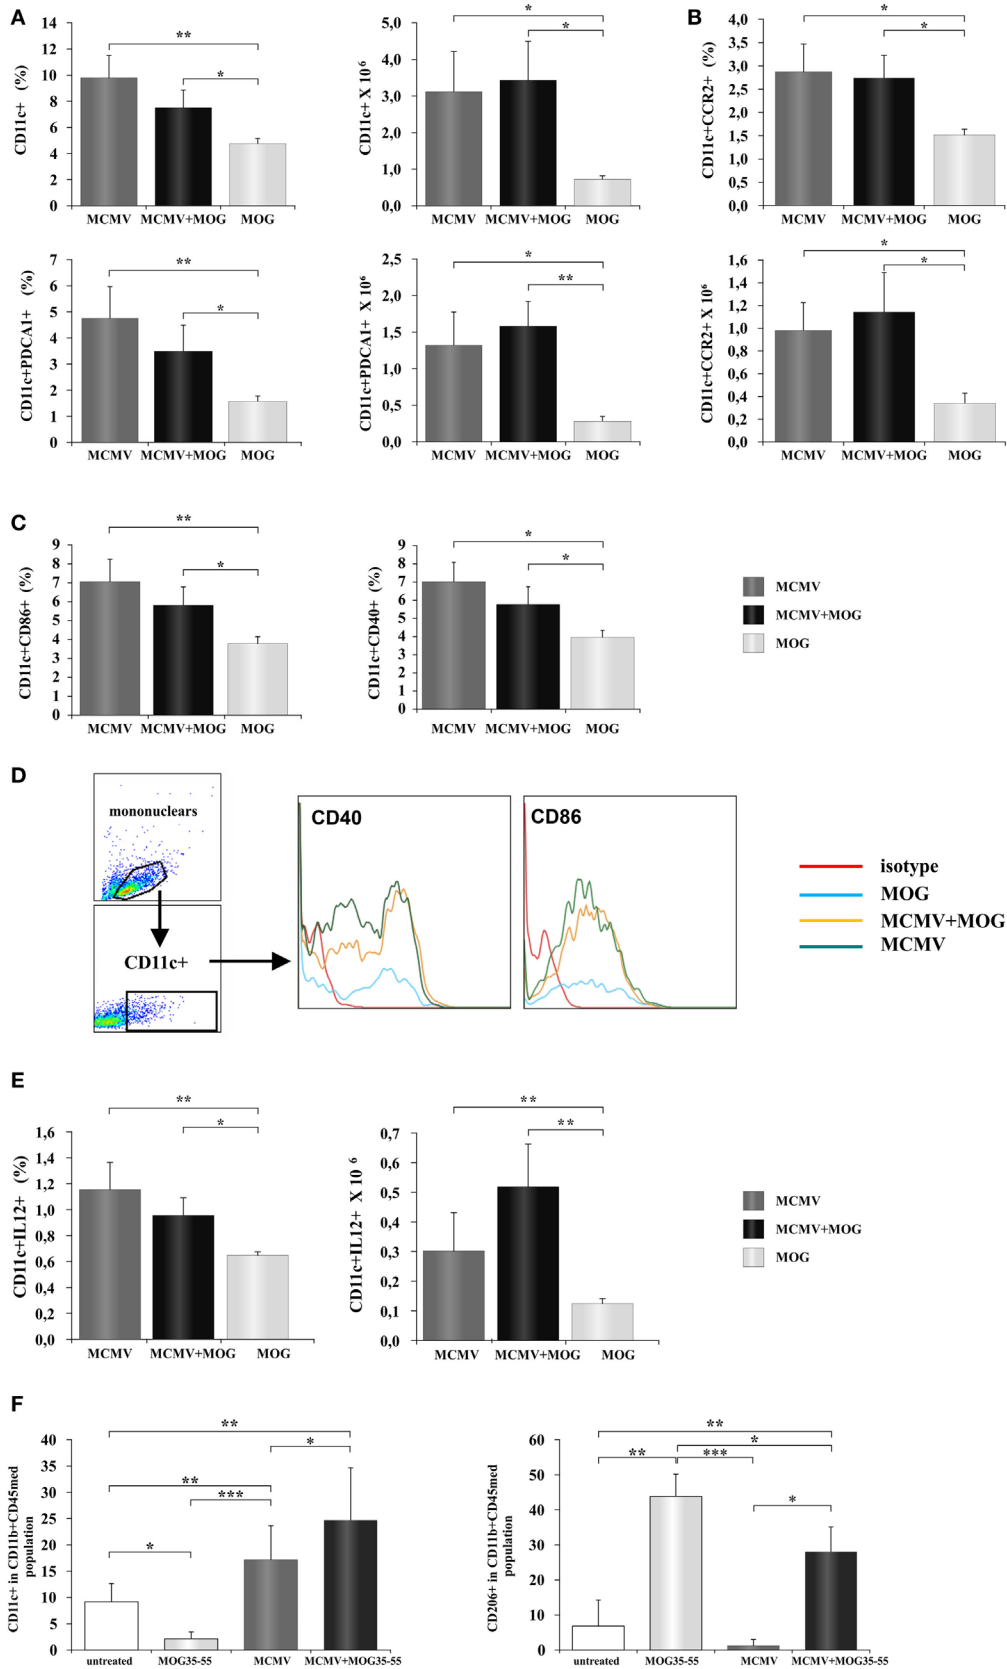 A
B
14
12
10
8
6
4
2
0
CD11c+ (%)
**
*
MCMV MCMV+MOG MOG
5,0
4,0
3,0
2,0
1,0
0,0
CD11c+ X 10⁶
*
*
MCMV MCMV+MOG MOG
4,0
3,5
3,0
2,5
2,0
1,5
1,0
0,5
0,0
CD11c+CCR2+ (%)
*
*
MCMV MCMV+MOG MOG
7
6
5
4
3
2
1
0
CD11c+PDCA1+ (%)
**
*
MCMV MCMV+MOG MOG
2,5
2,0
1,5
1,0
0,5
0,0
CD11c+PDCA1+ X 10⁶
*
**
MCMV MCMV+MOG MOG
1,6
1,4
1,2
1,0
0,8
0,6
0,4
0,2
0,0
CD11c+CCR2+ X 10⁶
*
*
MCMV MCMV+MOG MOG
C
9
8
7
6
5
4
3
2
1
0
CD11c+CD86+ (%)
**
*
MCMV MCMV+MOG MOG
9
8
7
6
5
4
3
2
1
0
CD11c+CD40+ (%)
*
*
MCMV MCMV+MOG MOG
MCMV
MCMV+MOG
MOG
D
mononuclears
CD11c+
CD40
CD86
isotype
MOG
MCMV+MOG
MCMV
E
1,6
1,4
1,2
1,0
0,8
0,6
0,4
0,2
0,0
CD11c+IL12+ (%)
**
*
MCMV MCMV+MOG MOG
0,7
0,6
0,5
0,4
0,3
0,2
0,1
0,0
CD11c+IL12+ X 10⁶
**
**
MCMV MCMV+MOG MOG
MCMV
MCMV+MOG
MOG
F
40
35
30
25
20
15
10
5
0
CD11c+ in CD11b+CD45med
population
**
*
**
***
*
untreated MOG35-55 MCMV MCMV+MOG35-55
60
50
40
30
20
10
0
CD206+ in CD11b+CD45med
population
**
*
** ***
*
untreated MOG35-55 MCMV MCMV+MOG35-55